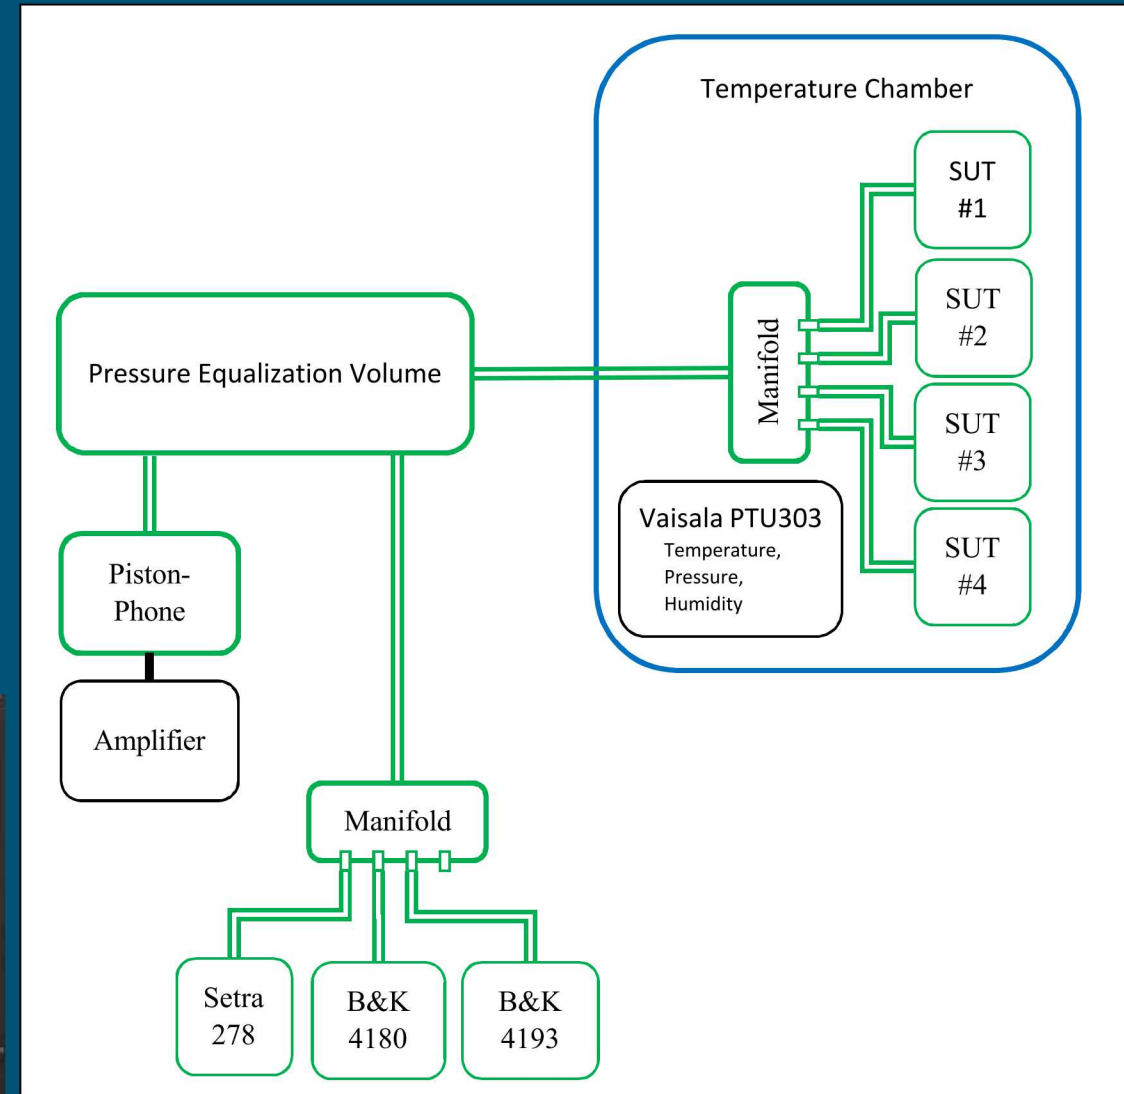 Temperature Chamber
SUT
#1
SUT
#2
SUT
#3
SUT
#4
Manifold
Pressure Equalization Volume
Vaisala PTU303
Temperature,
Pressure,
Humidity
Piston-
Phone
Amplifier
Manifold
Setra
278
B&K
4180
B&K
4193